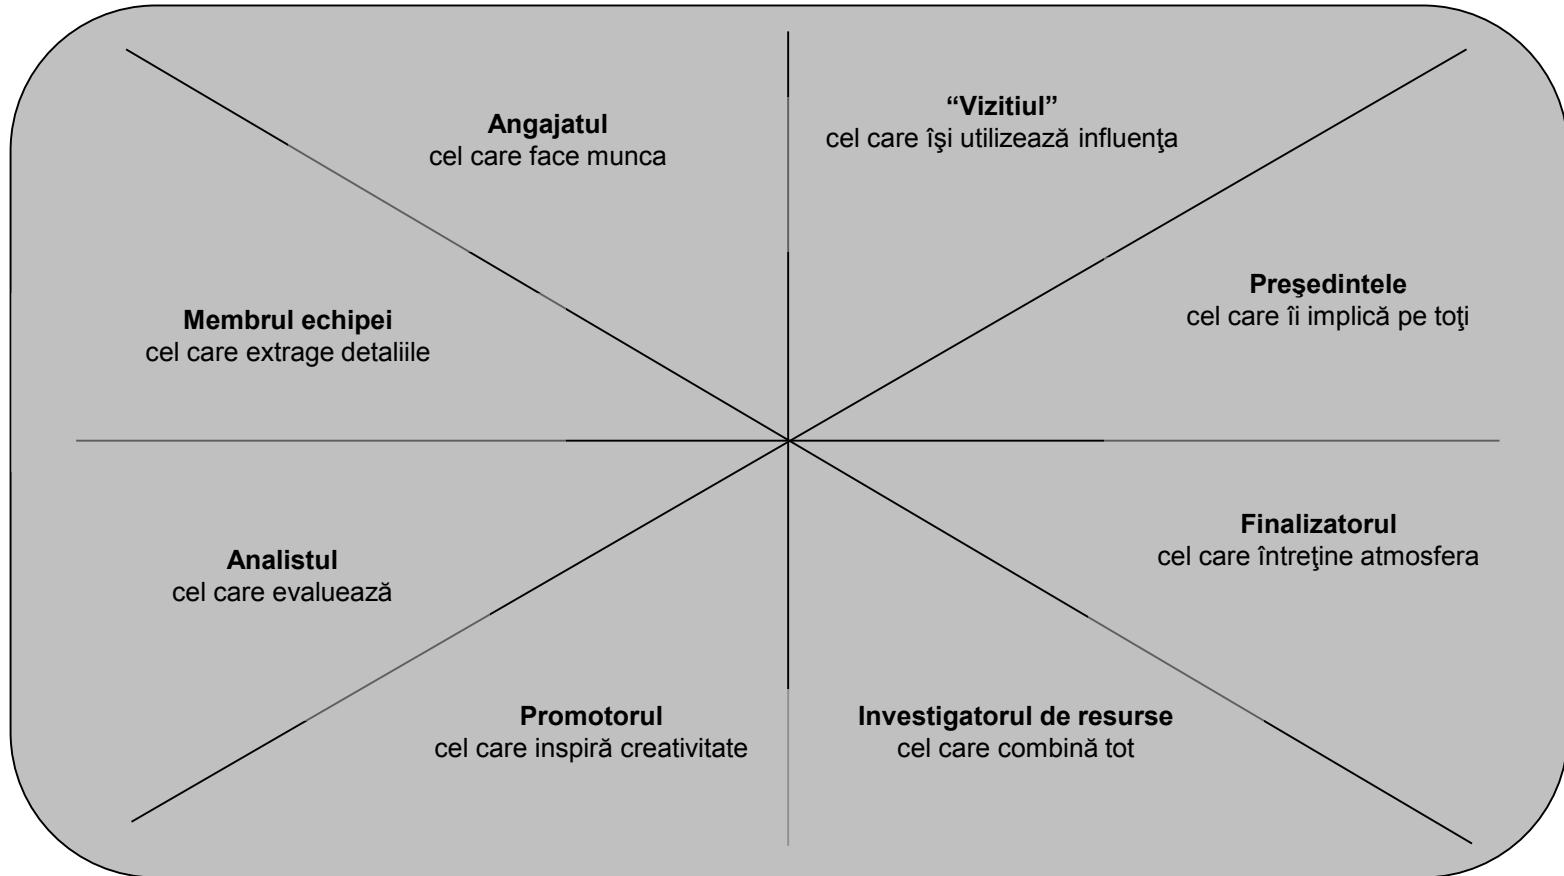 Angajatul
cel care face munca
“Vizitiul”
cel care îşi utilizează influenţa
Preşedintele
cel care îi implică pe toţi
Membrul echipei
cel care extrage detaliile
Finalizatorul
cel care întreţine atmosfera
Analistul
cel care evaluează
Promotorul
cel care inspiră creativitate
Investigatorul de resurse
cel care combină tot